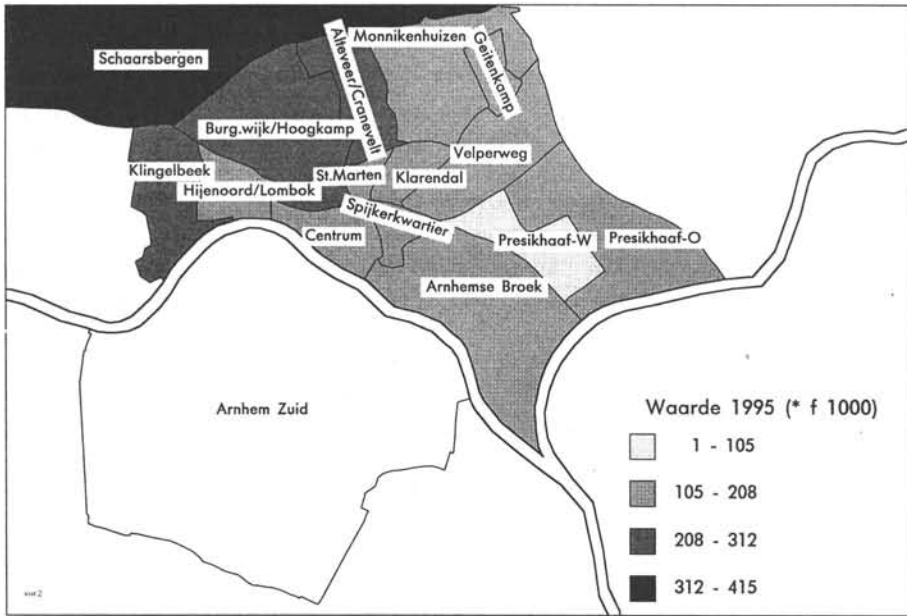 Schaarsbergen
Alteveer/Cranevelt
Monnikenhuizen
Geitenkamp
Burg.wijk/Hoogkamp
Velperweg
Klingelbeek
St.Marten
Klarendal
Hijenoord/Lombok
Spijkerkwartier
Centrum
Presikhaaf-W
Presikhaaf-O
Arnhemse Broek
Arnhem Zuid
Waarde 1995 (* f 1000)
1 - 105
105 - 208
208 - 312
312 - 415